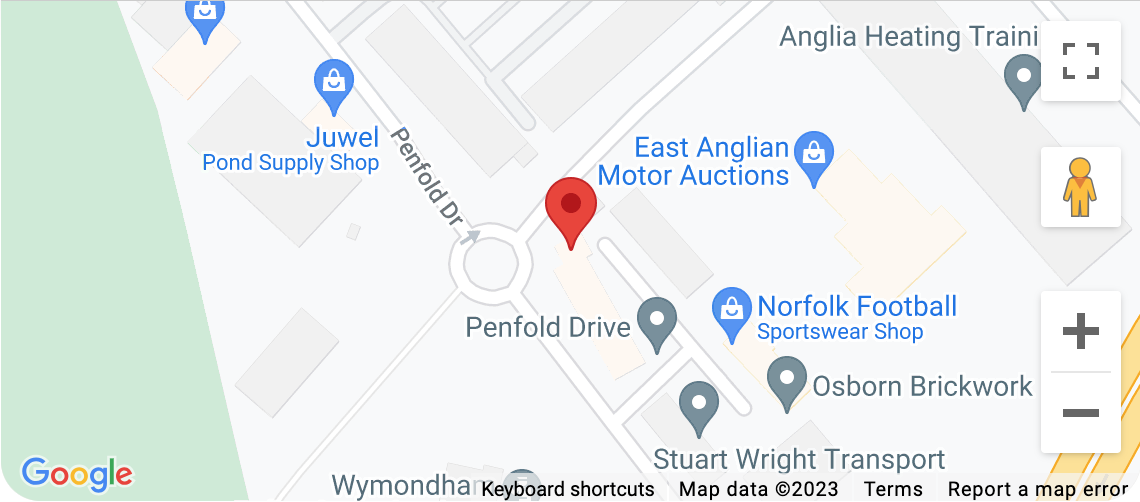 Anglia Heating Traini
Juwel
Pond Supply Shop
Penfold Dr
East Anglian
Motor Auctions
Norfolk Football
Sportswear Shop
Penfold Drive
Osborn Brickwork
Stuart Wright Transport
Google
Wymondham
Keyboard shortcuts
Map data ©2023
Terms
Report a map error